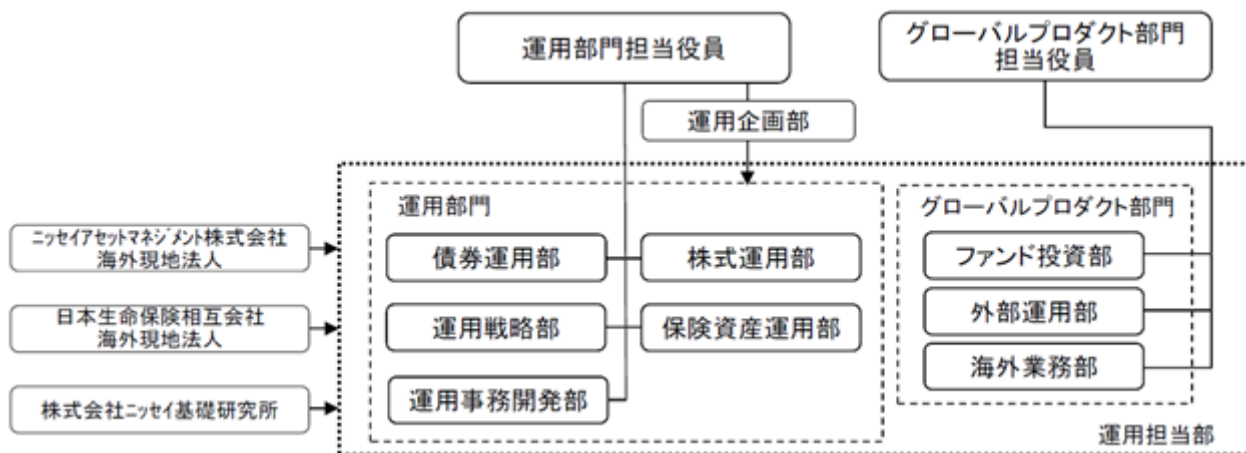 運用部門担当役員
グローバルプロダクト部門
担当役員
運用企画部
運用部門
グローバルプロダクト部門
ニッセイアセットマネジメント株式会社
海外現地法人
債券運用部
株式運用部
ファンド投資部
日本生命保険相互会社
海外現地法人
運用戦略部
保険資産運用部
外部運用部
海外業務部
株式会社ニッセイ基礎研究所
運用事務開発部
運用担当部